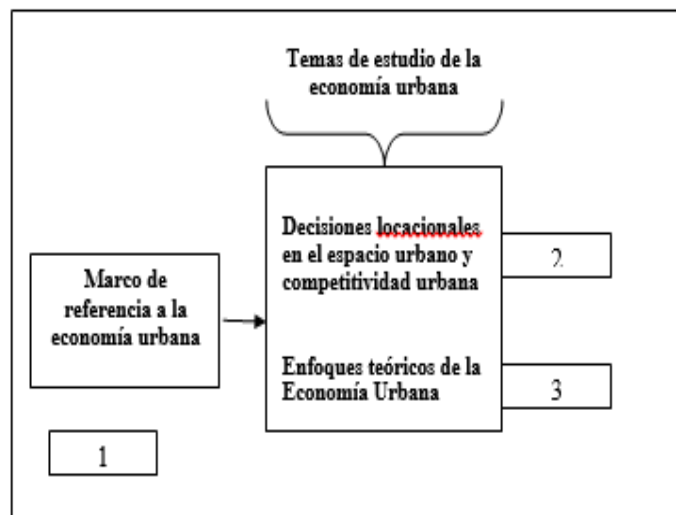 Temas de estudio de la
economía urbana
Decisiones locacionales
en el espacio urbano y
competitividad urbana
2
Marco de
referencia a la
economía urbana
Enfoques teóricos de la
Economía Urbana
3
1